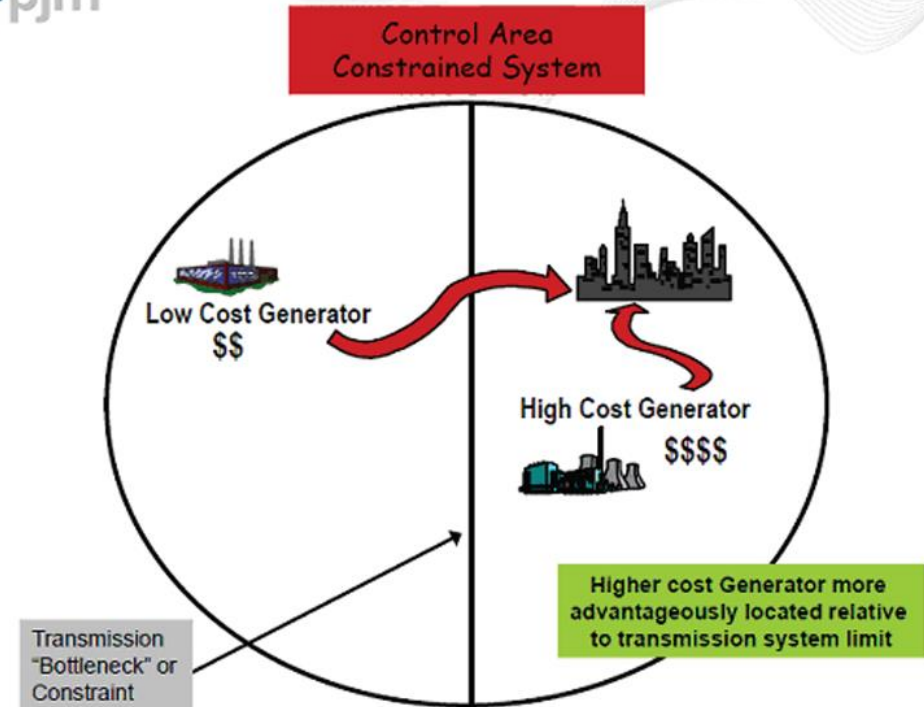 pjm
Control Area
Constrained System
Low Cost Generator
$$
High Cost Generator
$$$$
Higher cost Generator more
advantageously located relative
to transmission system limit
Transmission
"Bottleneck" or
Constraint